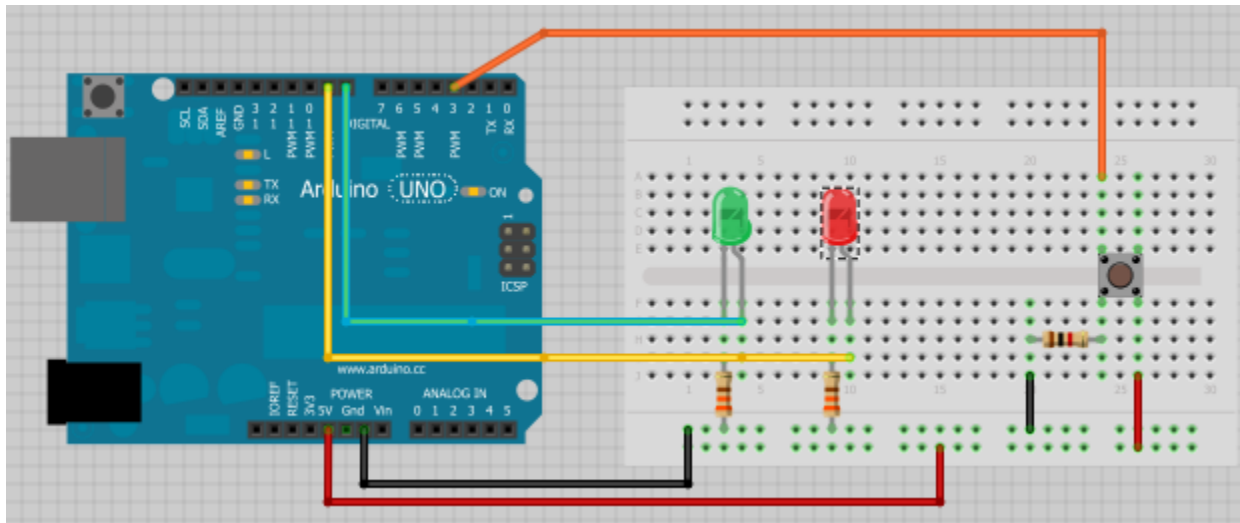 SCL
SDA
AREF
GND
13
12
PWM 11
PWM 10
DIGITAL
7
PWM 6
PWM 5
4
PWM 3
2
TX 1
RX 0
L
TX
RX
Arduino UNO
ON
1
ICSP
www.arduino.cc
POWER
ANALOG IN
IOREF
RESET
3V3
5V
Gnd
Vin
0 1 2 3 4 5
1 5 10 15 20 25 30
A
B
C
D
E
F
H
J
1 5 10 15 20 25 30